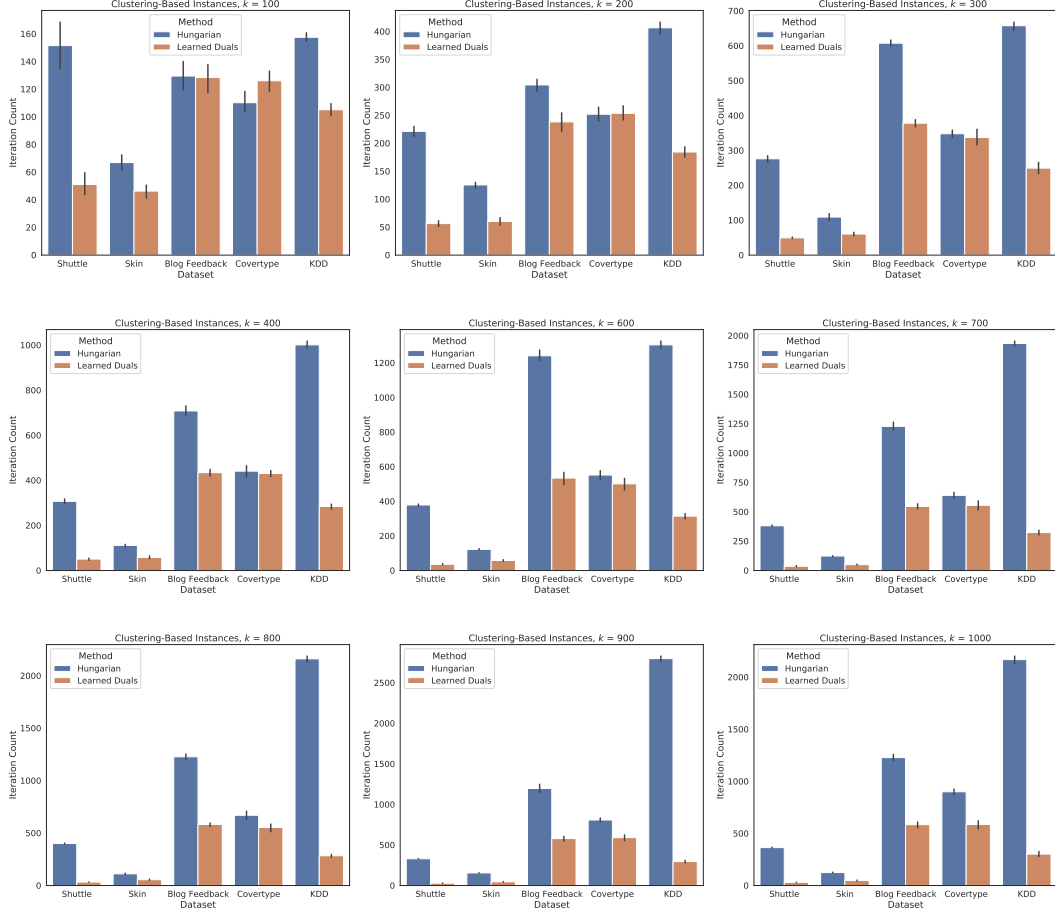 Clustering-Based Instances, k = 100
Method
Hungarian
Learned Duals
Iteration Count
160
140
120
100
80
60
40
20
0
Shuttle Skin Blog Feedback Covertype KDD
Dataset
Clustering-Based Instances, k = 200
Method
Hungarian
Learned Duals
Iteration Count
400
350
300
250
200
150
100
50
0
Shuttle Skin Blog Feedback Covertype KDD
Dataset
Clustering-Based Instances, k = 300
Method
Hungarian
Learned Duals
Iteration Count
700
600
500
400
300
200
100
0
Shuttle Skin Blog Feedback Covertype KDD
Dataset
Clustering-Based Instances, k = 400
Method
Hungarian
Learned Duals
Iteration Count
1000
800
600
400
200
0
Shuttle Skin Blog Feedback Covertype KDD
Dataset
Clustering-Based Instances, k = 600
Method
Hungarian
Learned Duals
Iteration Count
1200
1000
800
600
400
200
0
Shuttle Skin Blog Feedback Covertype KDD
Dataset
Clustering-Based Instances, k = 700
Method
Hungarian
Learned Duals
Iteration Count
2000
1750
1500
1250
1000
750
500
250
0
Shuttle Skin Blog Feedback Covertype KDD
Dataset
Clustering-Based Instances, k = 800
Method
Hungarian
Learned Duals
Iteration Count
2000
1500
1000
500
0
Shuttle Skin Blog Feedback Covertype KDD
Dataset
Clustering-Based Instances, k = 900
Method
Hungarian
Learned Duals
Iteration Count
2500
2000
1500
1000
500
0
Shuttle Skin Blog Feedback Covertype KDD
Dataset
Clustering-Based Instances, k = 1000
Method
Hungarian
Learned Duals
Iteration Count
2000
1500
1000
500
0
Shuttle Skin Blog Feedback Covertype KDD
Dataset